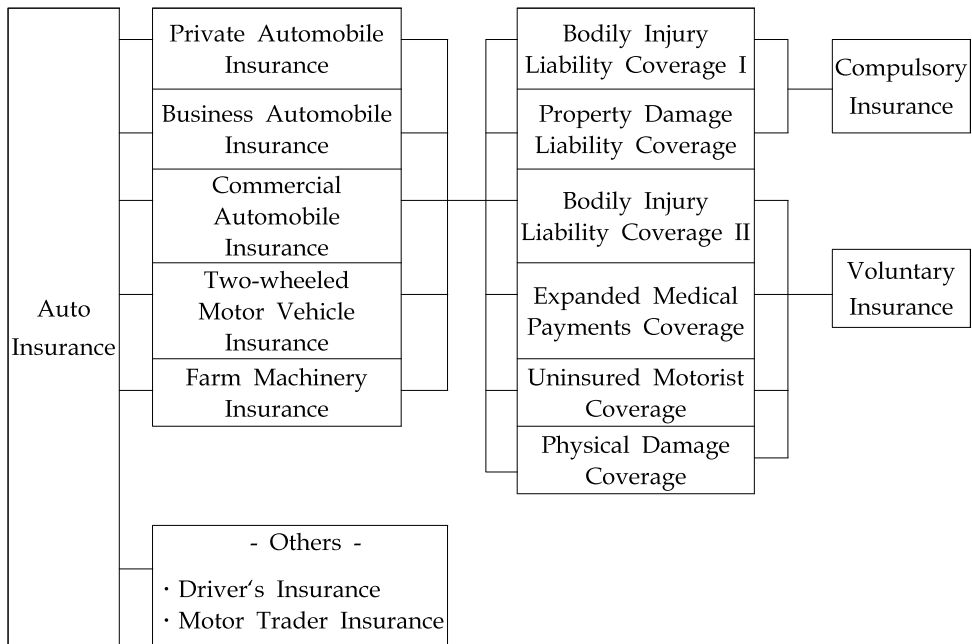 Auto
Insurance
Private Automobile
Insurance
Business Automobile
Insurance
Commercial
Automobile
Insurance
Two-wheeled
Motor Vehicle
Insurance
Farm Machinery
Insurance
- Others -
· Driver‘s Insurance
· Motor Trader Insurance
Bodily Injury
Liability Coverage I
Property Damage
Liability Coverage
Bodily Injury
Liability Coverage II
Expanded Medical
Payments Coverage
Uninsured Motorist
Coverage
Physical Damage
Coverage
Compulsory
Insurance
Voluntary
Insurance